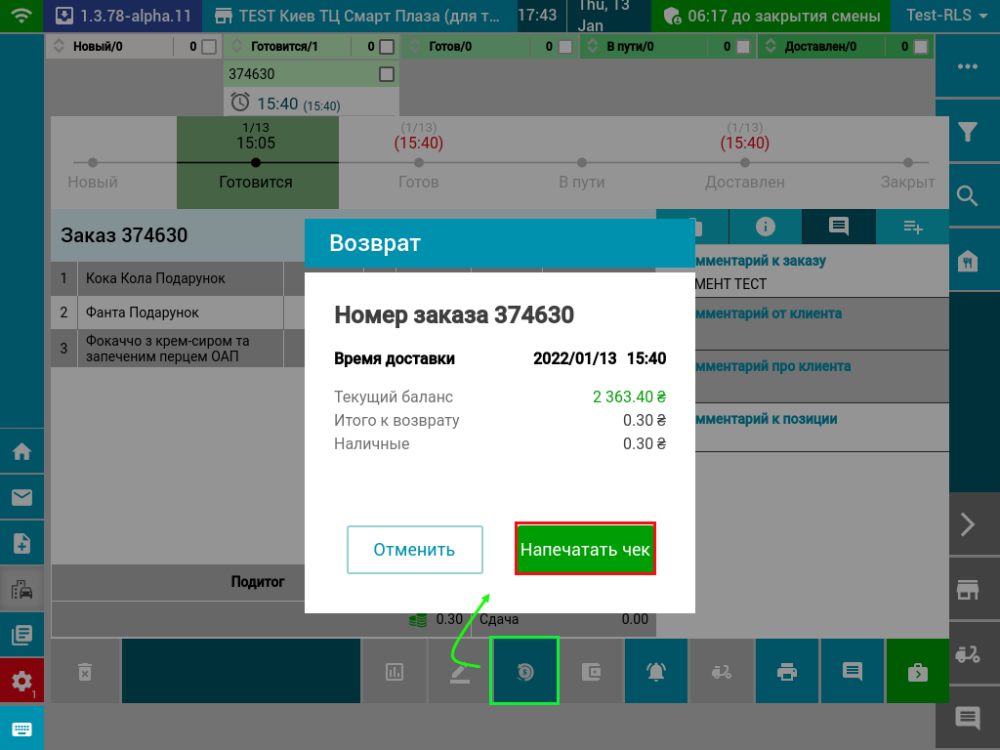 1.3.78-alpha.11
TEST Киев ТЦ Смарт Плаза (для т...
17:43
Thu, 13
Jan
06:17 до закрытия смены
Test-RLS
Новый/0 0
Готовится/1 0
Готов/0 0
В пути/0 0
Доставлен/0 0
374630
15:40 (15:40)
1/13
15:05
(1/13)
(15:40)
(1/13)
(15:40)
Новый
Готовится
Готов
В пути
Доставлен
Закрыт
Заказ 374630
1 Кока Кола Подарунок
2 Фанта Подарунок
3 Фокаччо з крем-сиром та
запеченим перцем ОАП
мментарий к заказу
МЕНТ ТЕСТ
мментарий от клиента
мментарий про клиента
мментарий к позиции
Возврат
Номер заказа 374630
Время доставки 2022/01/13 15:40
Текущий баланс 2 363.40 ₴
Итого к возврату 0.30 ₴
Наличные 0.30 ₴
Отменить
Напечатать чек
Подитог
0.30 Сдача 0.00
1